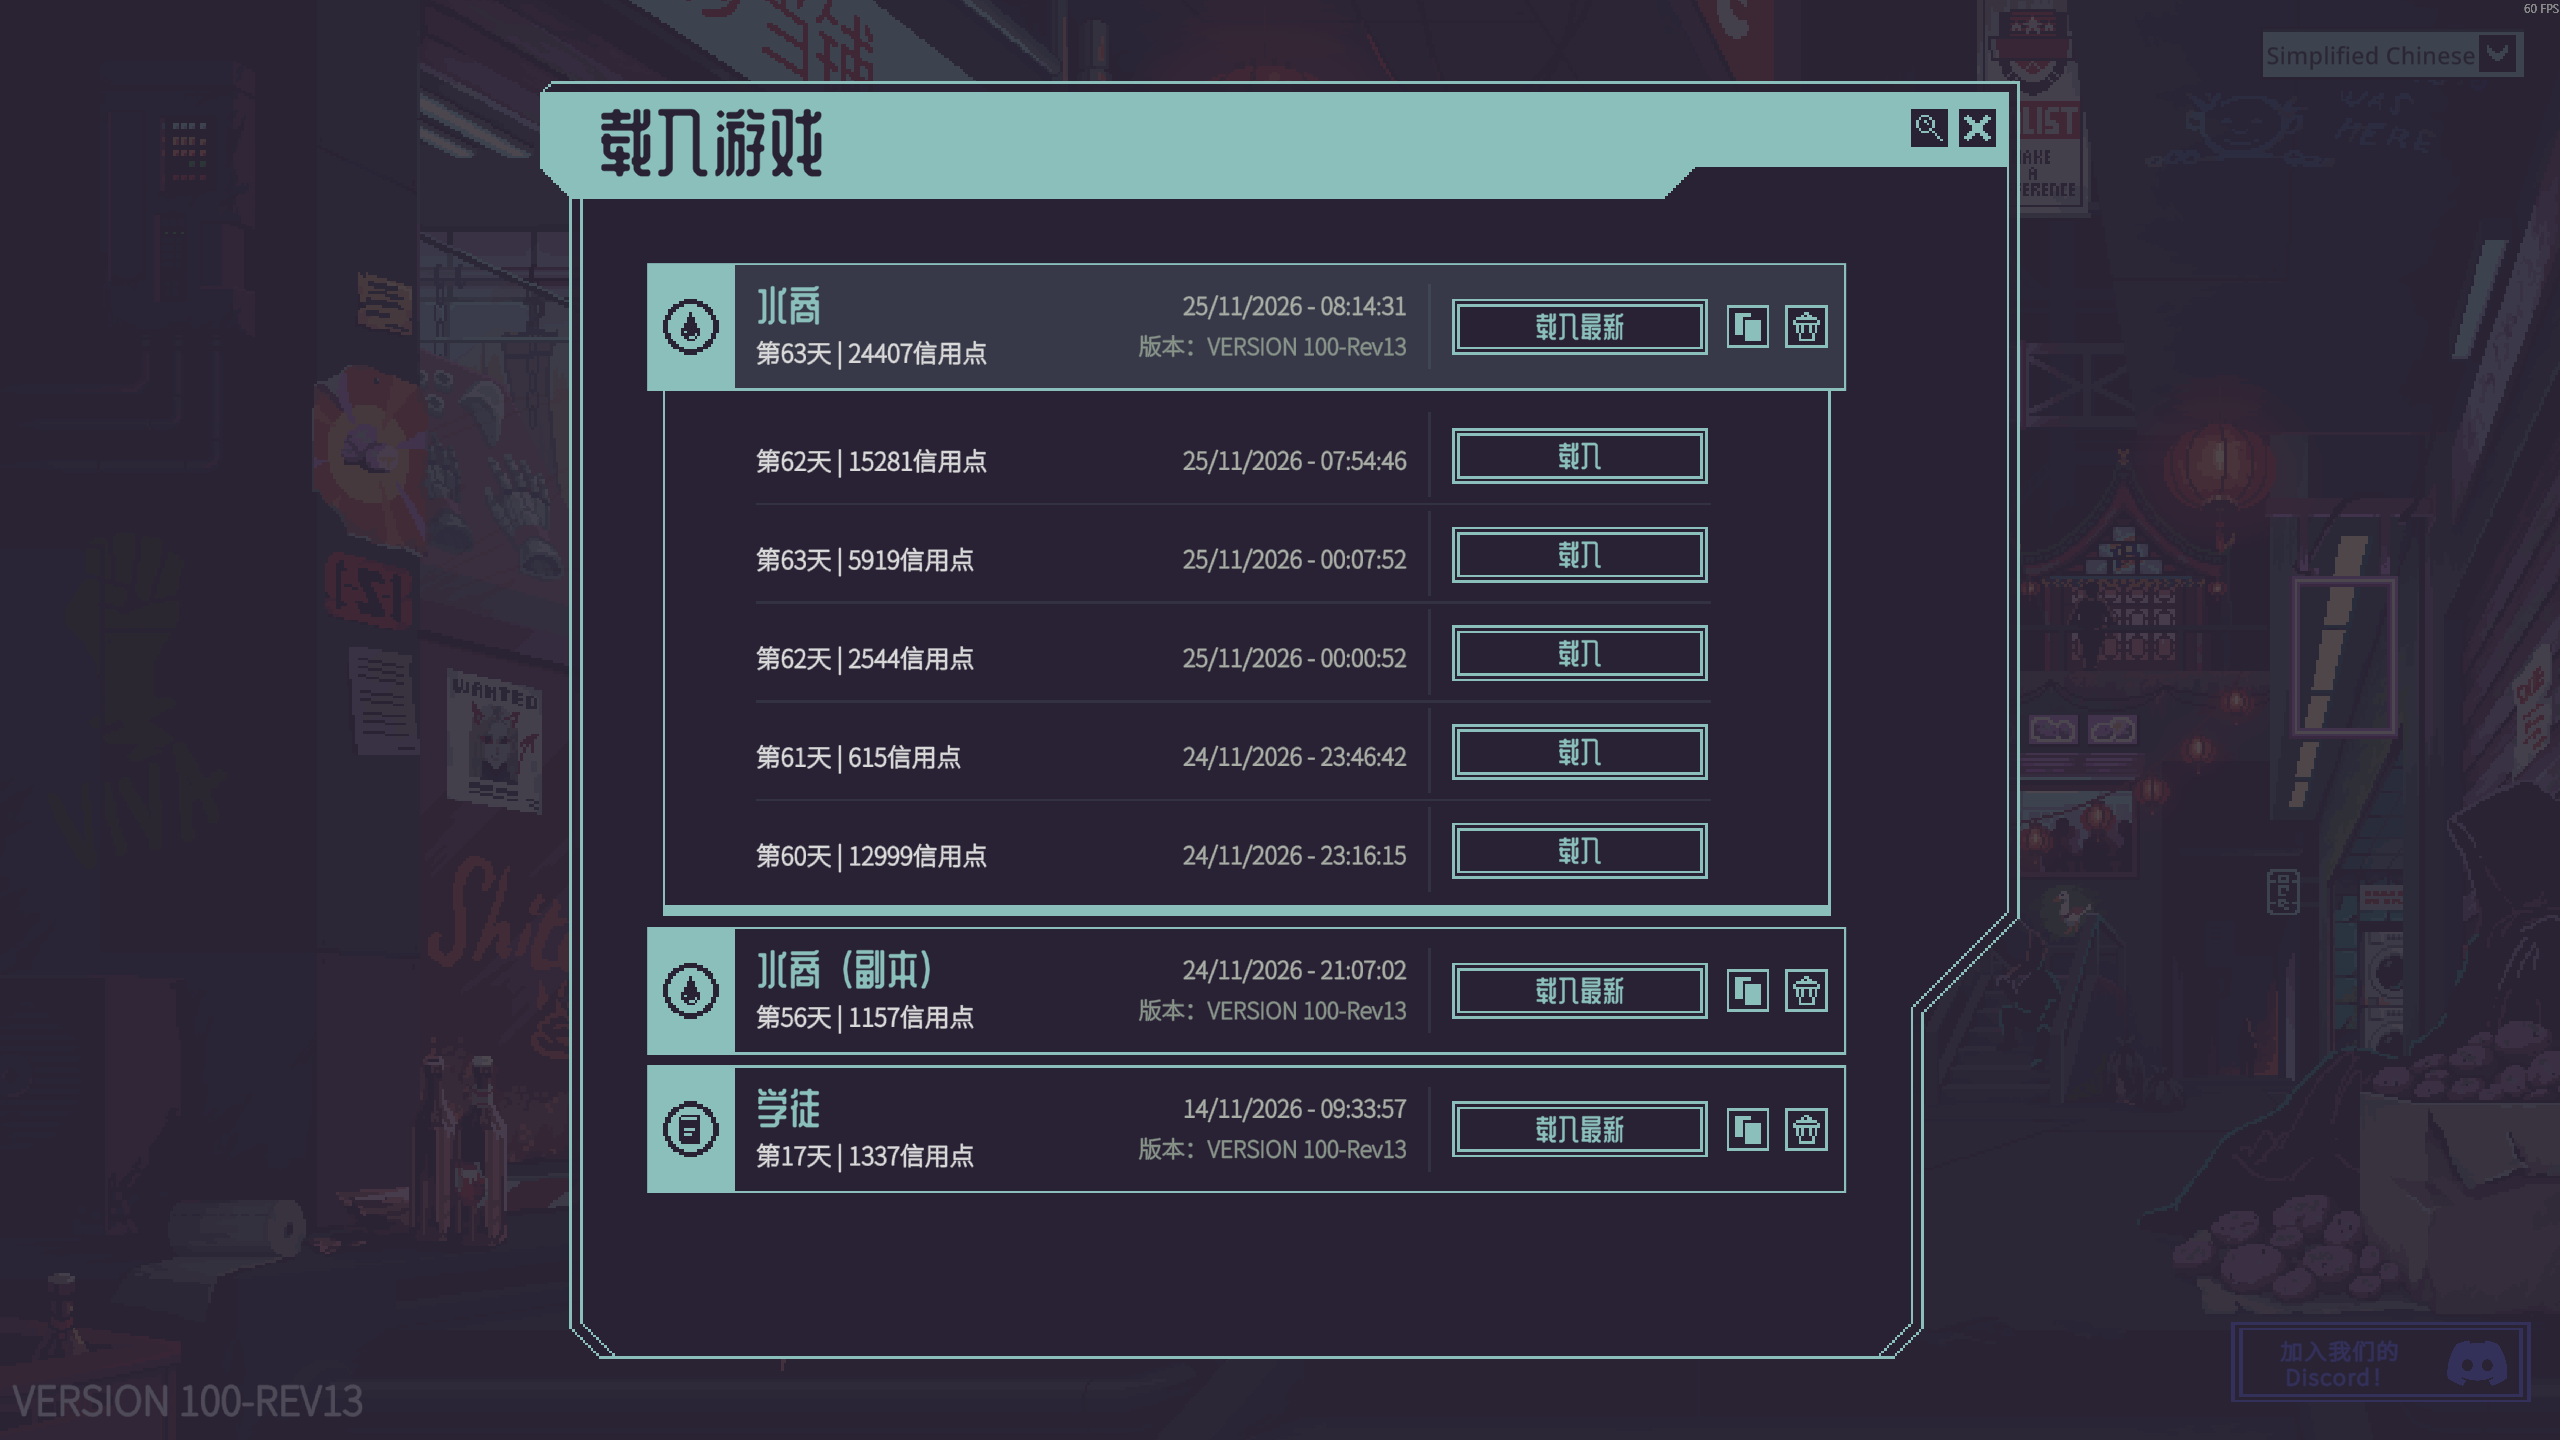 60 FPS
Simplified Chinese
WAS
HERE
载入游戏
水商
第63天 | 24407信用点
25/11/2026 - 08:14:31
版本：VERSION 100-Rev13
载入最新
第62天 | 15281信用点
25/11/2026 - 07:54:46
载入
第63天 | 5919信用点
25/11/2026 - 00:07:52
载入
第62天 | 2544信用点
25/11/2026 - 00:00:52
载入
第61天 | 615信用点
24/11/2026 - 23:46:42
载入
第60天 | 12999信用点
24/11/2026 - 23:16:15
载入
水商（副本）
第56天 | 1157信用点
24/11/2026 - 21:07:02
版本：VERSION 100-Rev13
载入最新
学徒
第17天 | 1337信用点
14/11/2026 - 09:33:57
版本：VERSION 100-Rev13
载入最新
WANTED
加入我们的
Discord!
VERSION 100-REV13